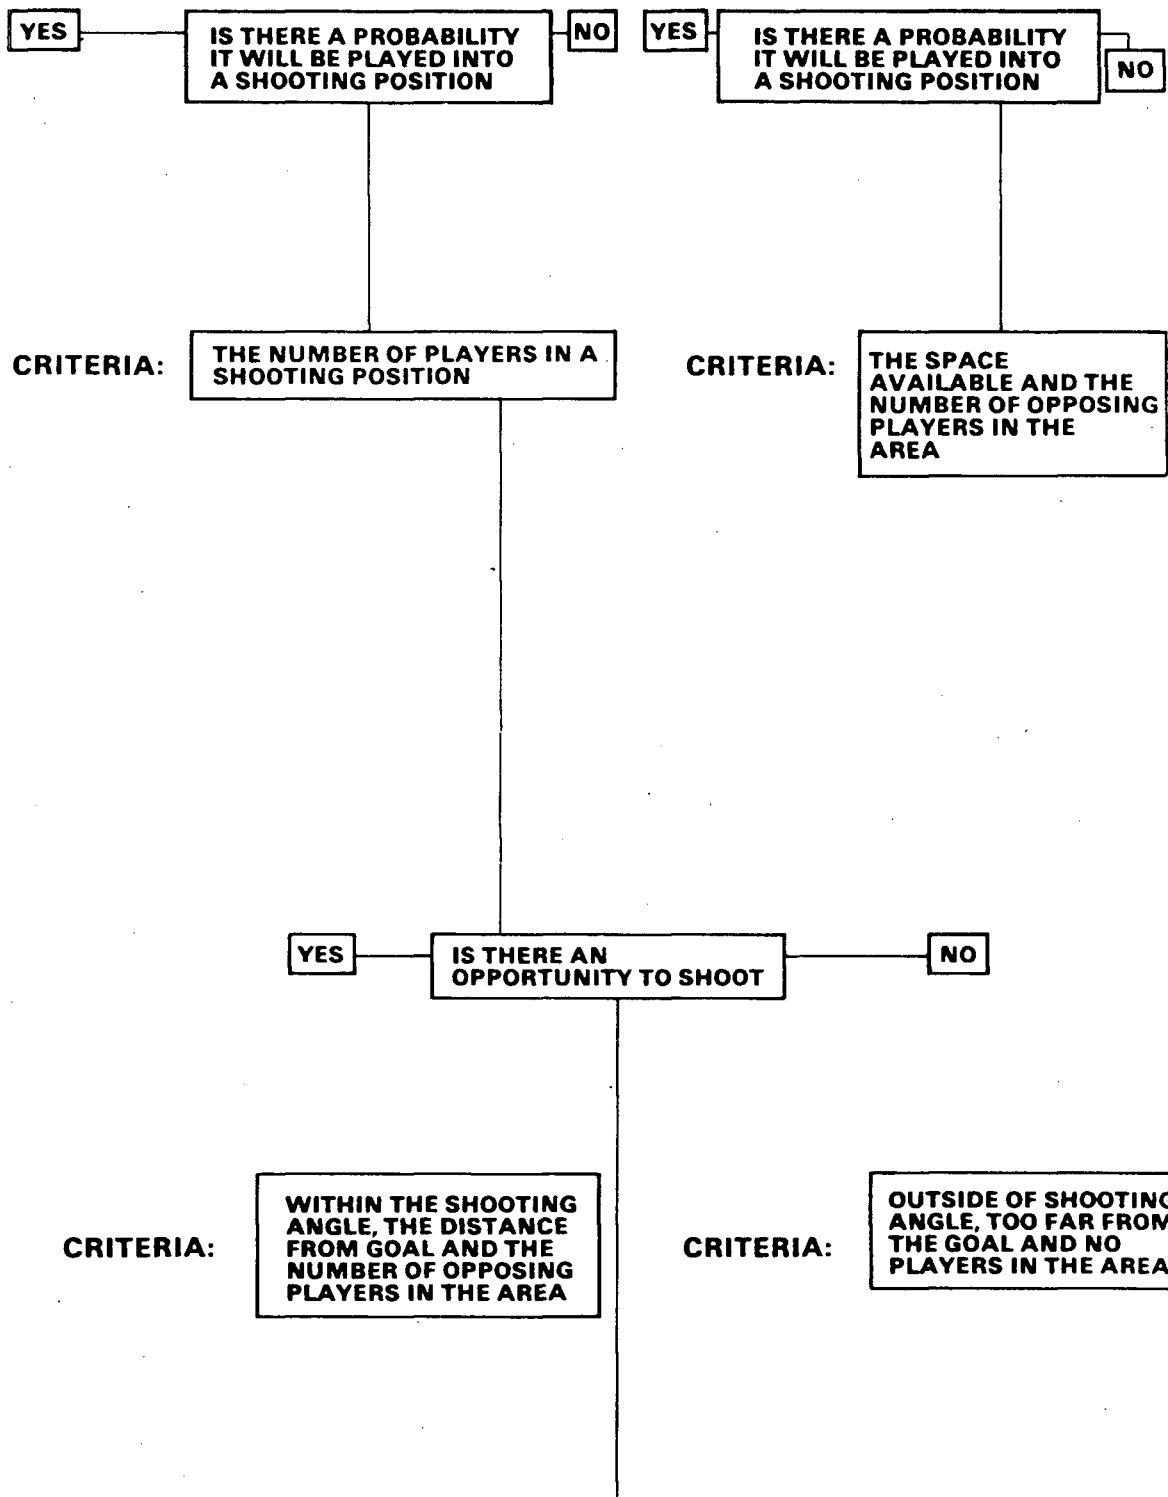 YES
IS THERE A PROBABILITY
IT WILL BE PLAYED INTO
A SHOOTING POSITION
NO
YES
IS THERE A PROBABILITY
IT WILL BE PLAYED INTO
A SHOOTING POSITION
NO
CRITERIA:
THE NUMBER OF PLAYERS IN A
SHOOTING POSITION
CRITERIA:
THE SPACE
AVAILABLE AND THE
NUMBER OF OPPOSING
PLAYERS IN THE
AREA
YES
IS THERE AN
OPPORTUNITY TO SHOOT
NO
CRITERIA:
WITHIN THE SHOOTING
ANGLE, THE DISTANCE
FROM GOAL AND THE
NUMBER OF OPPOSING
PLAYERS IN THE AREA
CRITERIA:
OUTSIDE OF SHOOTING
ANGLE, TOO FAR FROM
THE GOAL AND NO
PLAYERS IN THE AREA